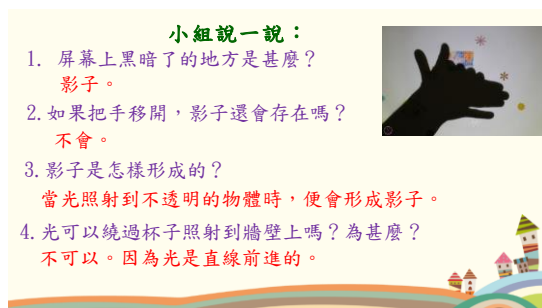 小組說一說：
1. 屏幕上黑暗了的地方是甚麼？
影子。
2.如果把手移開，影子還會存在嗎？
不會。
3.影子是怎樣形成的？
當光照射到不透明的物體時，便會形成影子。
4.光可以繞過杯子照射到牆壁上嗎？為甚麼？
不可以。因為光是直線前進的。